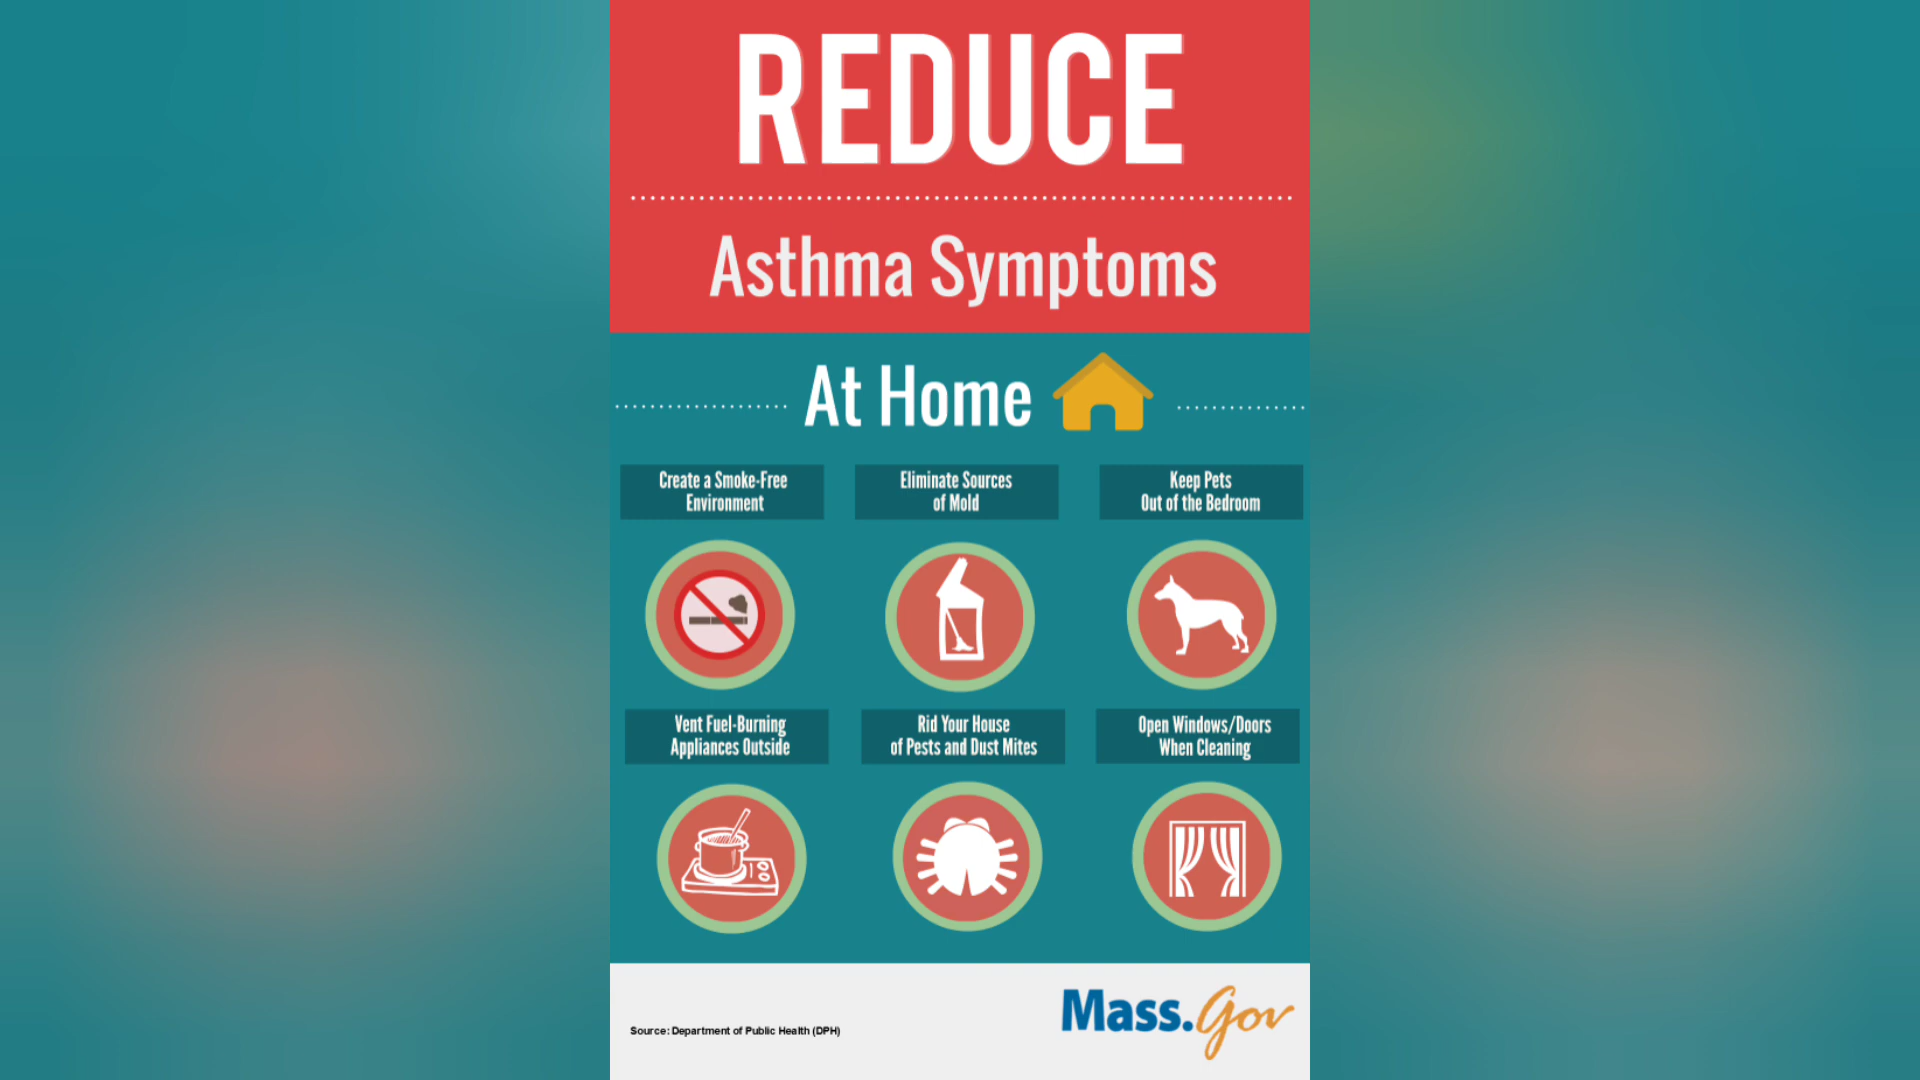 REDUCE
Asthma Symptoms
At Home
Create a Smoke-Free
Environment
Eliminate Sources
of Mold
Keep Pets
Out of the Bedroom
Vent Fuel-Burning
Appliances Outside
Rid Your House
of Pests and Dust Mites
Open Windows/Doors
When Cleaning
Source: Department of Public Health (DPH)
Mass.Gov